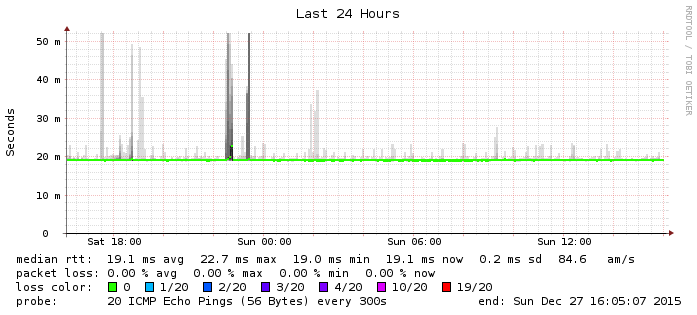 Last 24 Hours
RRDTOOL / TOBI OETIKER
Seconds
50 m
40 m
30 m
20 m
10 m
0
Sat 18:00 Sun 00:00 Sun 06:00 Sun 12:00
median rtt: 19.1 ms avg 22.7 ms max 19.0 ms min 19.1 ms now 0.2 ms sd 84.6 am/s
packet loss: 0.00 % avg 0.00 % max 0.00 % min 0.00 % now
loss color: 0 1/20 2/20 3/20 4/20 10/20 19/20
probe: 20 ICMP Echo Pings (56 Bytes) every 300s end: Sun Dec 27 16:05:07 2015